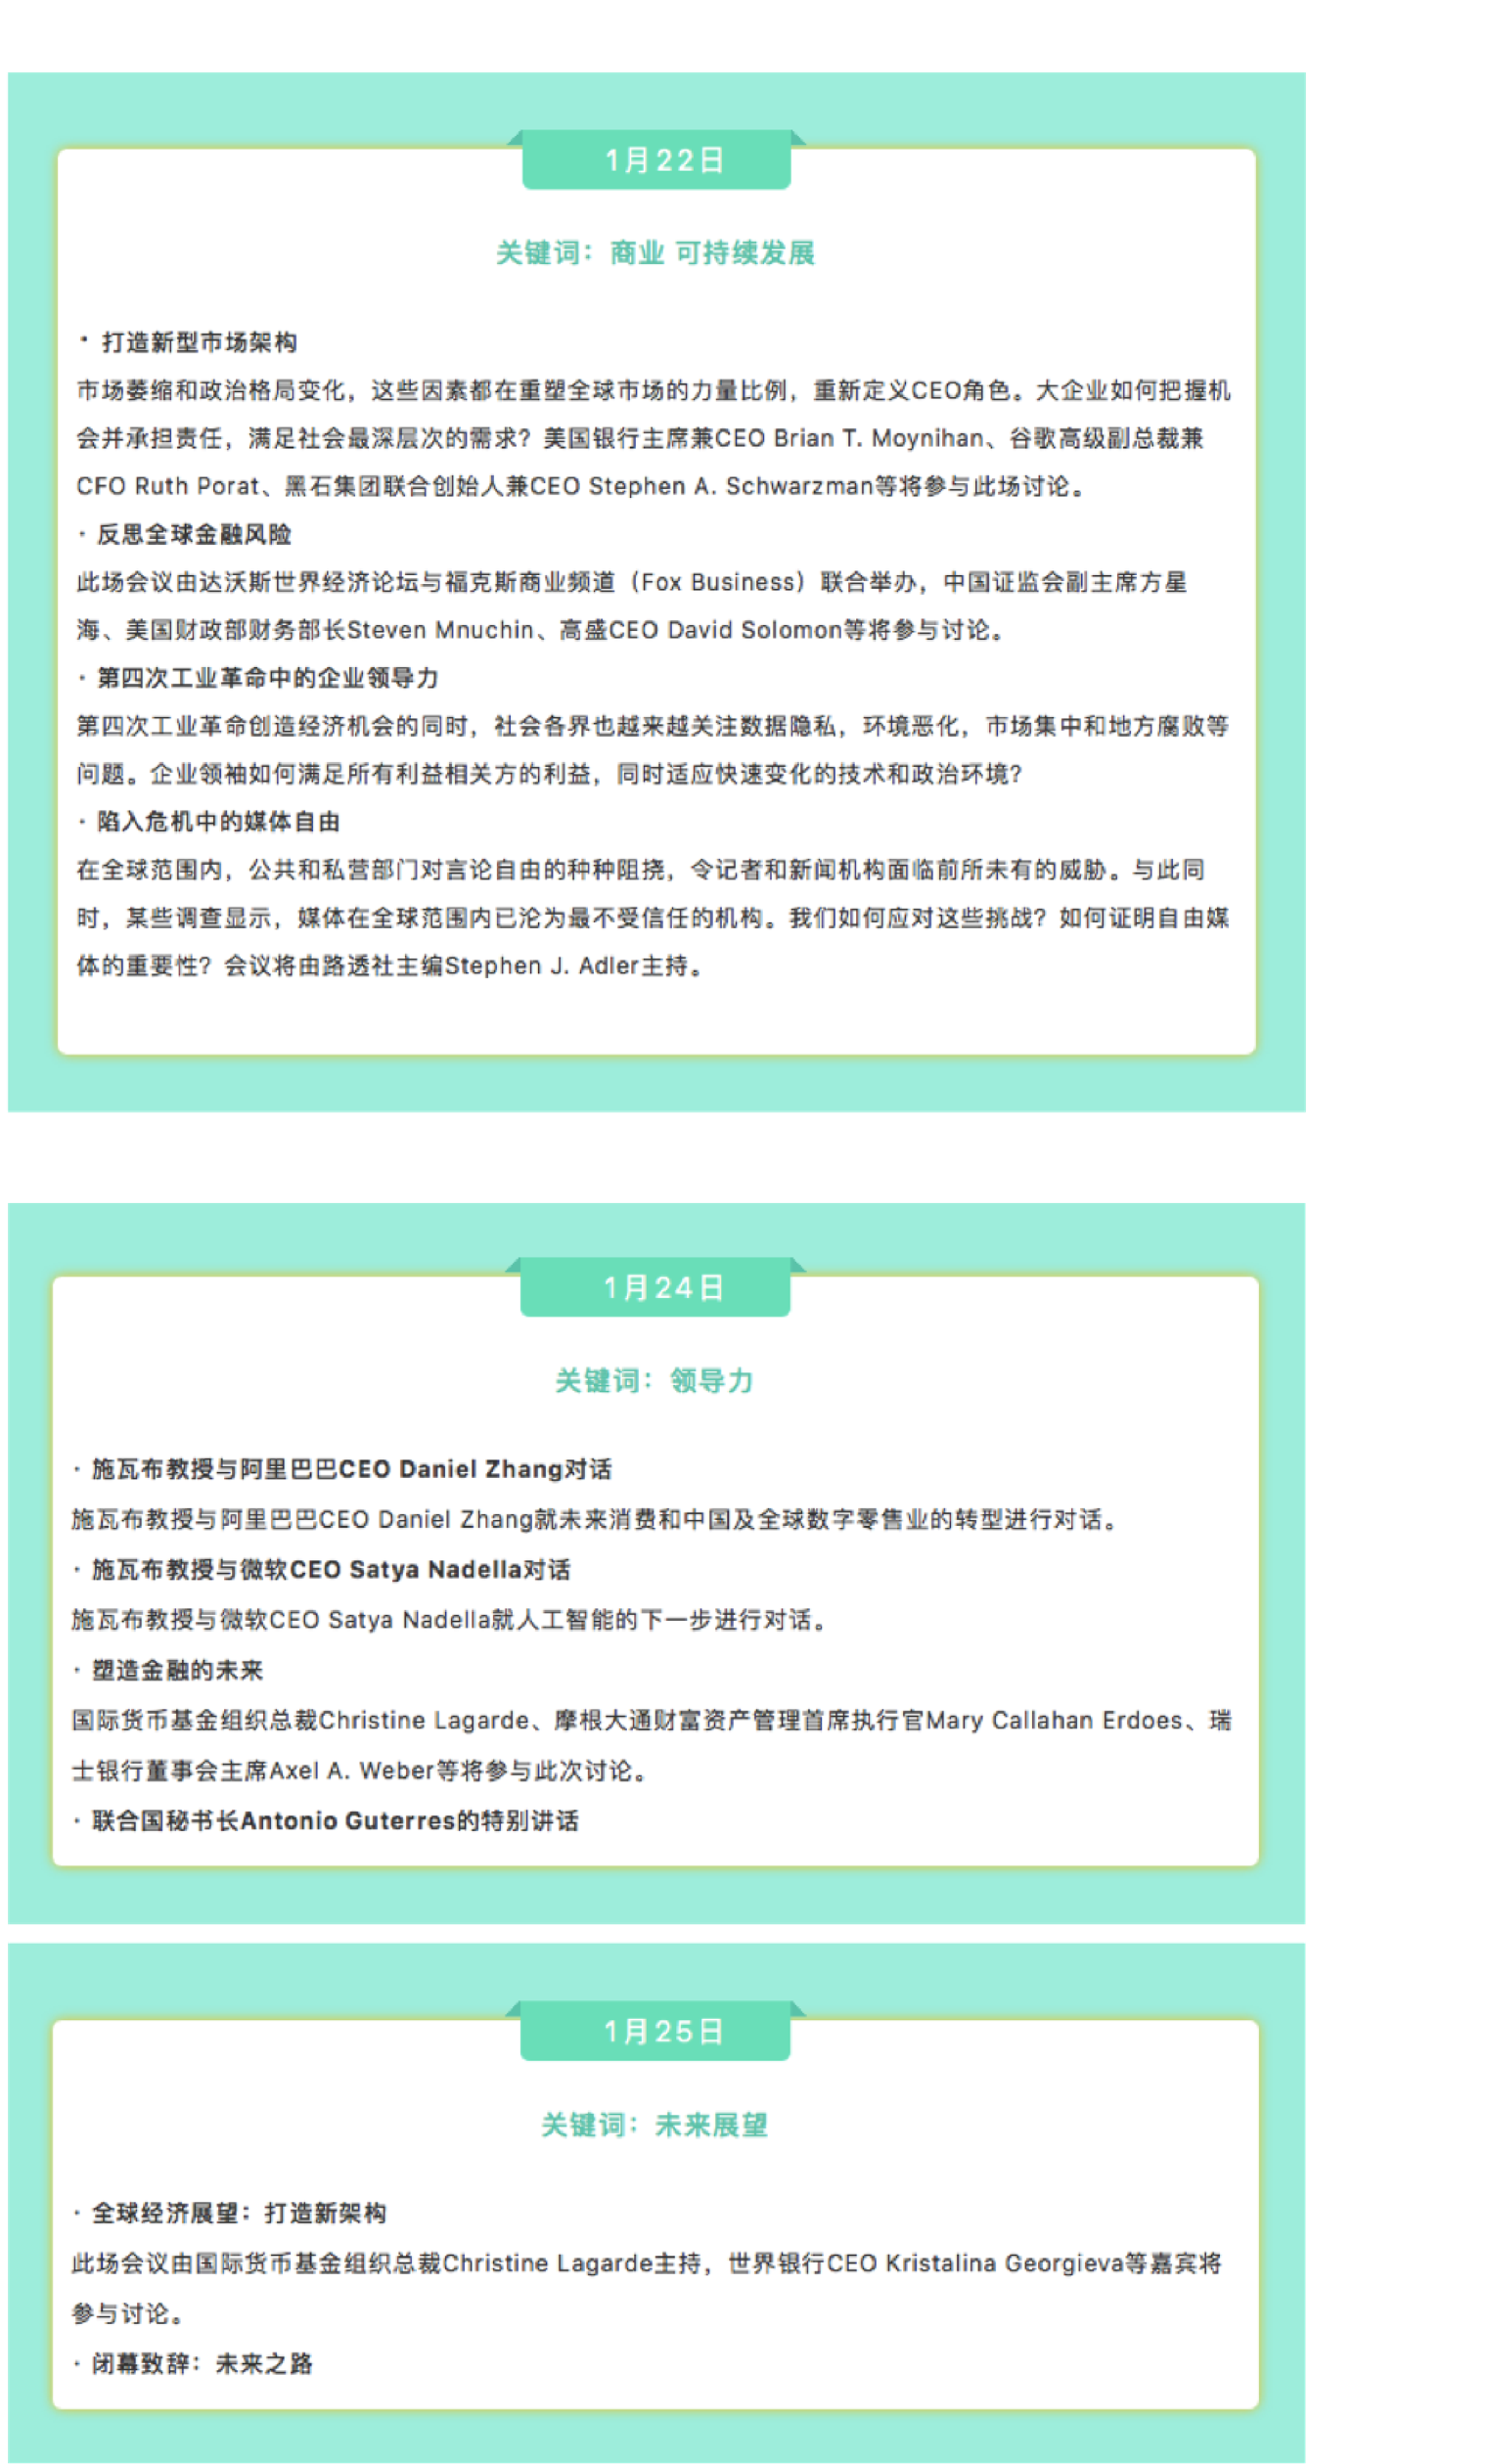 1月22日
关键词：商业 可持续发展
· 打造新型市场架构
市场萎缩和政治格局变化，这些因素都在重塑全球市场的力量比例，重新定义CEO角色。大企业如何把握机
会并承担责任，满足社会最深层次的需求？美国银行主席兼CEO Brian T. Moynihan、谷歌高级副总裁兼
CFO Ruth Porat、黑石集团联合创始人兼CEO Stephen A. Schwarzman等将参与此场讨论。
· 反思全球金融风险
此场会议由达沃斯世界经济论坛与福克斯商业频道（Fox Business）联合举办，中国证监会副主席方星
海、美国财政部财务部长Steven Mnuchin、高盛CEO David Solomon等将参与讨论。
· 第四次工业革命中的企业领导力
第四次工业革命创造经济机会的同时，社会各界也越来越关注数据隐私，环境恶化，市场集中和地方腐败等
问题。企业领袖如何满足所有利益相关方的利益，同时适应快速变化的技术和政治环境？
· 陷入危机中的媒体自由
在全球范围内，公共和私营部门对言论自由的种种阻挠，令记者和新闻机构面临前所未有的威胁。与此同
时，某些调查显示，媒体在全球范围内已沦为最不受信任的机构。我们如何应对这些挑战？如何证明自由媒
体的重要性？会议将由路透社主编Stephen J. Adler主持。
1月24日
关键词：领导力
· 施瓦布教授与阿里巴巴CEO Daniel Zhang对话
施瓦布教授与阿里巴巴CEO Daniel Zhang就未来消费和中国及全球数字零售业的转型进行对话。
· 施瓦布教授与微软CEO Satya Nadella对话
施瓦布教授与微软CEO Satya Nadella就人工智能的下一步进行对话。
· 塑造金融的未来
国际货币基金组织总裁Christine Lagarde、摩根大通财富资产管理首席执行官Mary Callahan Erdoes、瑞
士银行董事会主席Axel A. Weber等将参与此次讨论。
· 联合国秘书长Antonio Guterres的特别讲话
1月25日
关键词：未来展望
· 全球经济展望：打造新架构
此场会议由国际货币基金组织总裁Christine Lagarde主持，世界银行CEO Kristalina Georgieva等嘉宾将
参与讨论。
· 闭幕致辞：未来之路